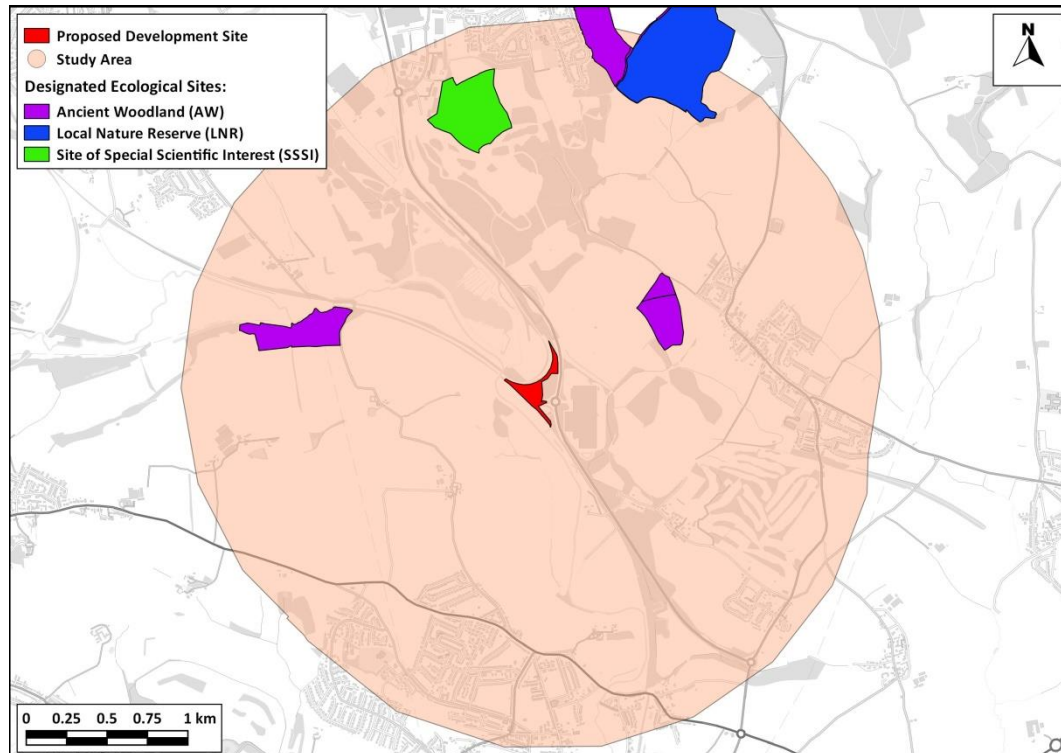 Proposed Development Site
Study Area
Designated Ecological Sites:
Ancient Woodland (AW)
Local Nature Reserve (LNR)
Site of Special Scientific Interest (SSSI)
N
0 0.25 0.50 0.75 1 km